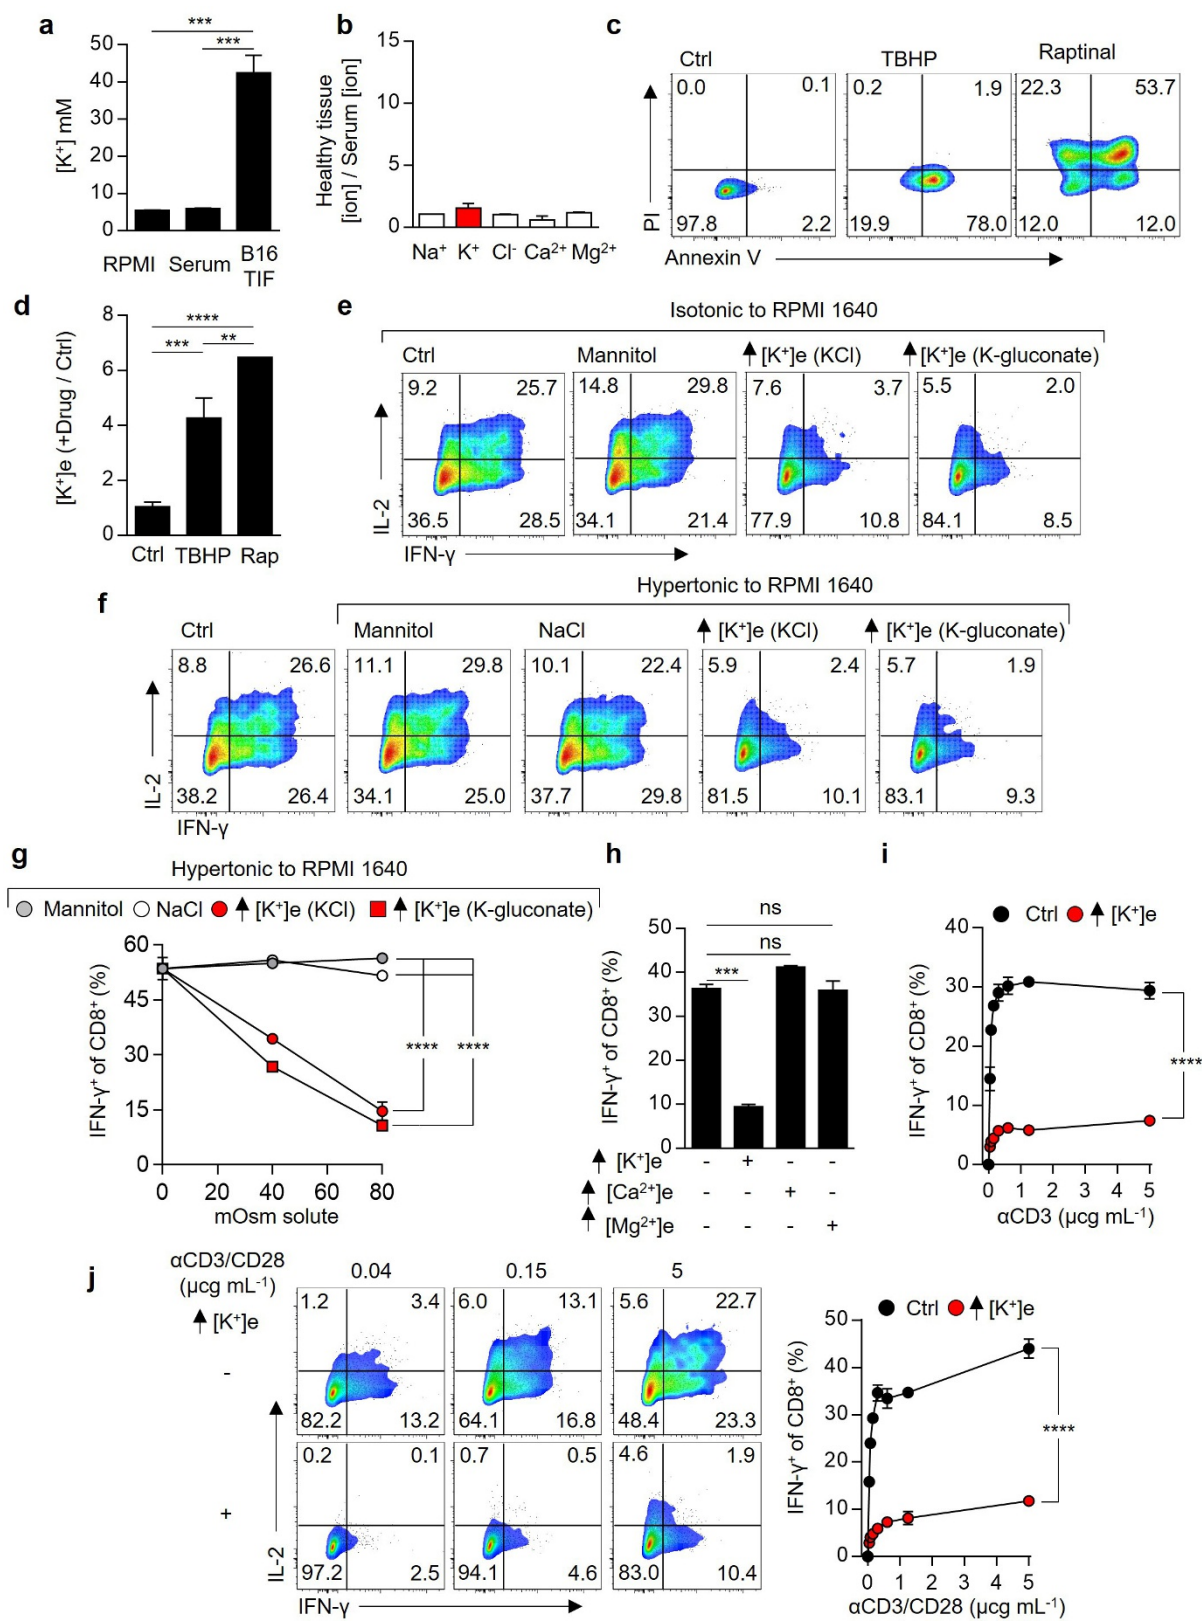 a
***
***
50
40
30
20
10
0
[K⁺] mM
RPMI
Serum
B16
TIF
b
15
10
5
0
Healthy tissue
[ion] / Serum [ion]
Na⁺ K⁺ Cl⁻ Ca²⁺ Mg²⁺
c
Ctrl
TBHP
Raptinal
0.0 0.1
97.8 2.2
0.2 1.9
19.9 78.0
22.3 53.7
12.0 12.0
PI
Annexin V
d
****
*** **
8
6
4
2
0
[K⁺]e (+Drug / Ctrl)
Ctrl TBHP Rap
e
Isotonic to RPMI 1640
Ctrl
Mannitol
[K⁺]e (KCl)
[K⁺]e (K-gluconate)
9.2 25.7
36.5 28.5
14.8 29.8
34.1 21.4
7.6 3.7
77.9 10.8
5.5 2.0
84.1 8.5
IL-2
IFN-γ
f
Hypertonic to RPMI 1640
Ctrl
Mannitol
NaCl
[K⁺]e (KCl)
[K⁺]e (K-gluconate)
8.8 26.6
38.2 26.4
11.1 29.8
34.1 25.0
10.1 22.4
37.7 29.8
5.9 2.4
81.5 10.1
5.7 1.9
83.1 9.3
IL-2
IFN-γ
g
Hypertonic to RPMI 1640
Mannitol NaCl [K⁺]e (KCl) [K⁺]e (K-gluconate)
60
45
30
15
0
IFN-γ⁺ of CD8⁺ (%)
**** ****
0 40 80
mOsm solute
h
ns
ns
***
50
40
30
20
10
0
IFN-γ⁺ of CD8⁺ (%)
[K⁺]e - + - -
[Ca²⁺]e - - + -
[Mg²⁺]e - - - +
i
Ctrl [K⁺]e
40
30
20
10
0
IFN-γ⁺ of CD8⁺ (%)
****
0 1 2 3 4 5
αCD3 (µcg mL⁻¹)
j
αCD3/CD28
(µcg mL⁻¹)
0.04 0.15 5
[K⁺]e
-
1.2 3.4
82.2 13.2
6.0 13.1
64.1 16.8
5.6 22.7
48.4 23.3
+
0.2 0.1
97.2 2.5
0.7 0.5
94.1 4.6
4.6 1.9
83.0 10.4
IL-2
IFN-γ
Ctrl [K⁺]e
50
40
30
20
10
0
IFN-γ⁺ of CD8⁺ (%)
****
0 1 2 3 4 5
αCD3/CD28 (µcg mL⁻¹)